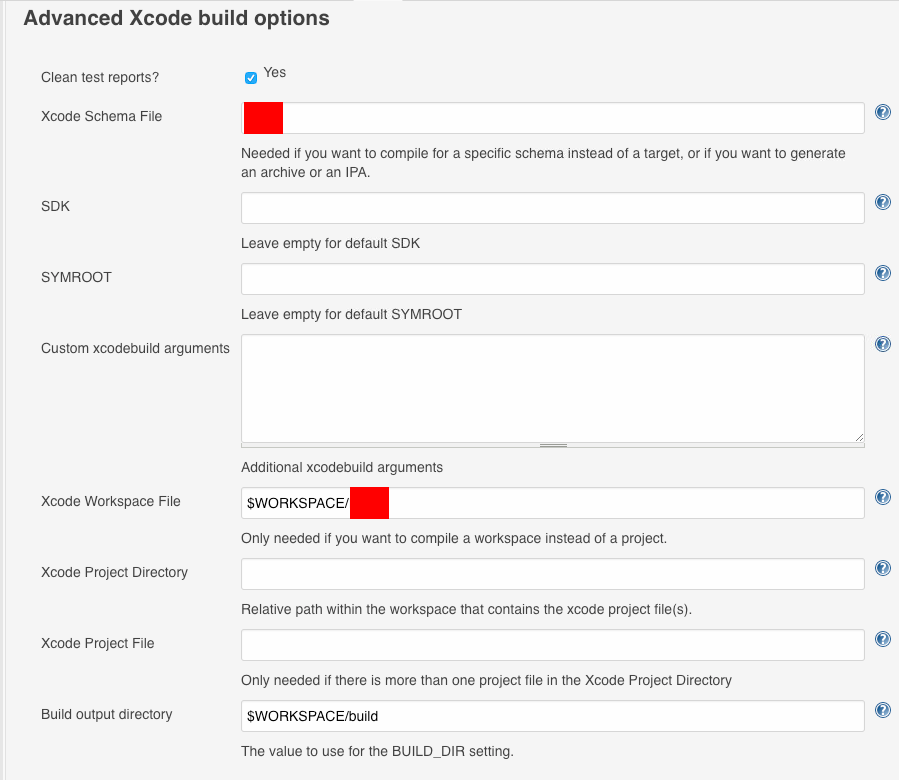 Advanced Xcode build options
Clean test reports?
Yes
Xcode Schema File
Needed if you want to compile for a specific schema instead of a target, or if you want to generate
an archive or an IPA.
SDK
Leave empty for default SDK
SYMROOT
Leave empty for default SYMROOT
Custom xcodebuild arguments
Additional xcodebuild arguments
Xcode Workspace File
$WORKSPACE/
Only needed if you want to compile a workspace instead of a project.
Xcode Project Directory
Relative path within the workspace that contains the xcode project file(s).
Xcode Project File
Only needed if there is more than one project file in the Xcode Project Directory
Build output directory
$WORKSPACE/build
The value to use for the BUILD_DIR setting.